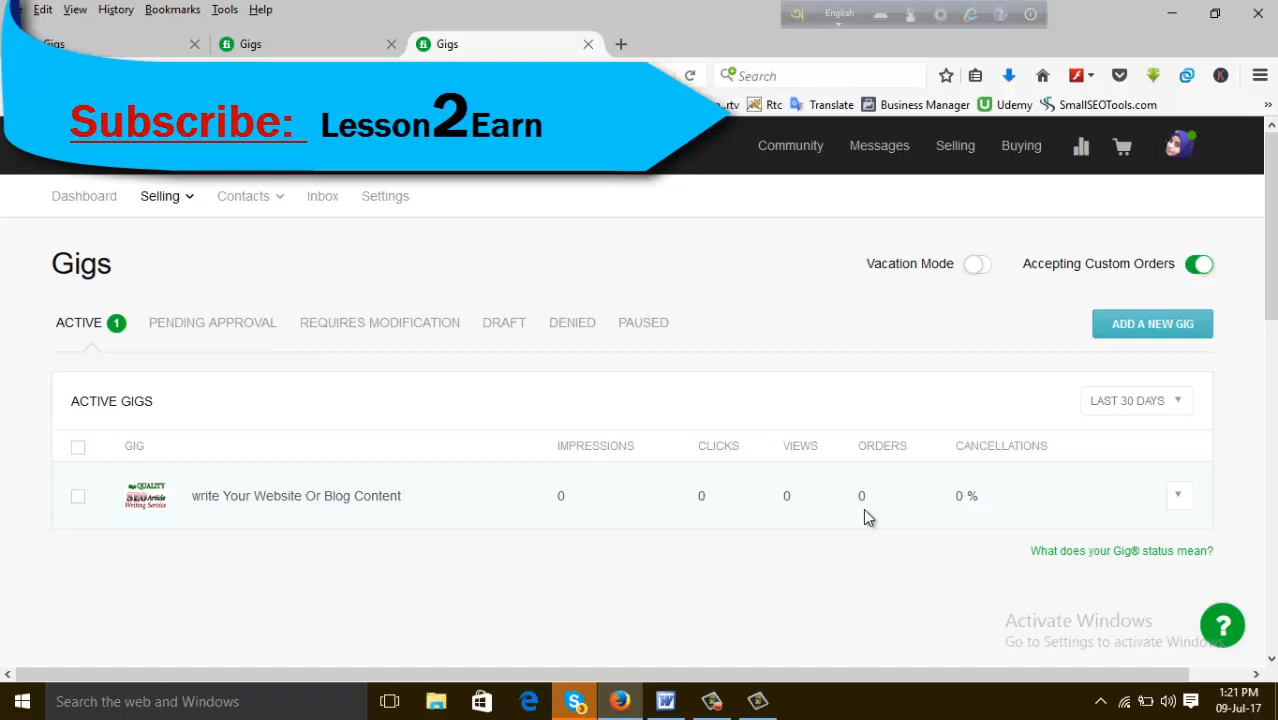 Edit View History Bookmarks Tools Help
English
Gigs
Gigs
Gigs
Search
Subscribe: Lesson2Earn
Rtc Translate Business Manager Udemy SmallSEOTools.com
Community Messages Selling Buying
Dashboard Selling Contacts Inbox Settings
Gigs
Vacation Mode Accepting Custom Orders
ACTIVE 1 PENDING APPROVAL REQUIRES MODIFICATION DRAFT DENIED PAUSED
ADD A NEW GIG
ACTIVE GIGS
LAST 30 DAYS
GIG IMPRESSIONS CLICKS VIEWS ORDERS CANCELLATIONS
QUALITY
SEO Article
Writing Service
write Your Website Or Blog Content 0 0 0 0 0 %
What does your Gig® status mean?
Activate Windows
Go to Settings to activate Windows.
?
Search the web and Windows
3
1:21 PM
09-Jul-17